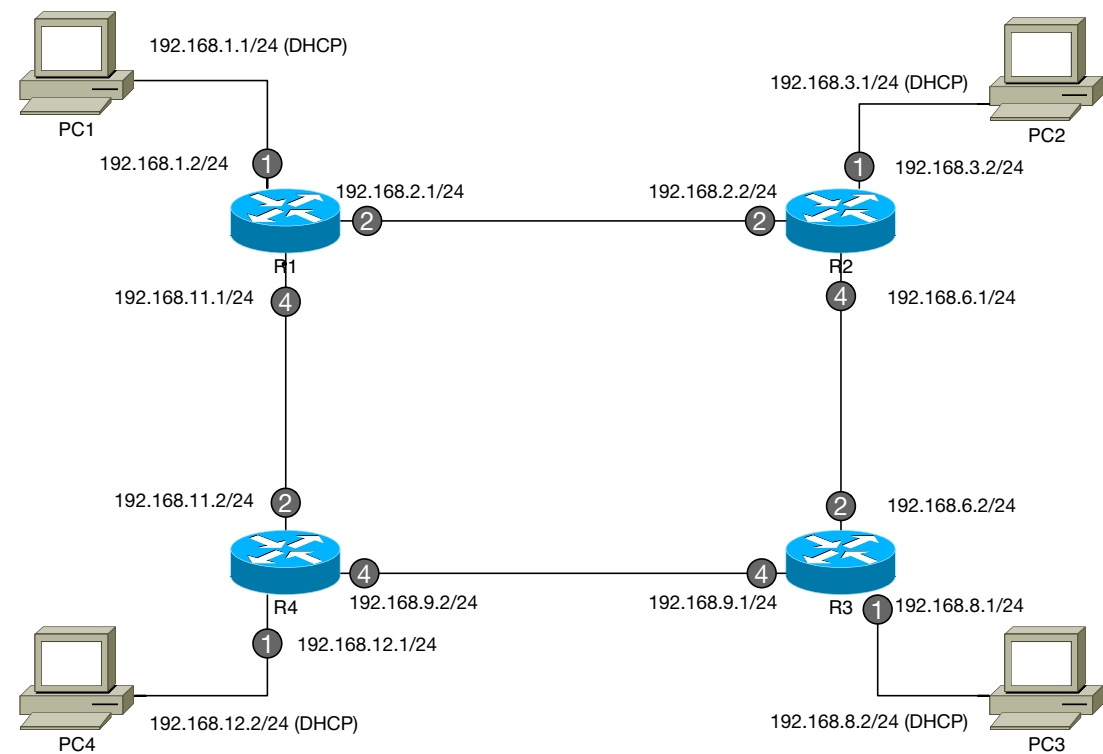 192.168.1.1/24 (DHCP)
PC1
192.168.3.1/24 (DHCP)
PC2
192.168.1.2/24
1
1
192.168.3.2/24
192.168.2.1/24
192.168.2.2/24
2
2
R1
R2
192.168.11.1/24
4
4
192.168.6.1/24
192.168.11.2/24
2
2
192.168.6.2/24
4
4
R4
192.168.9.2/24
192.168.9.1/24
R3
1
192.168.8.1/24
1
192.168.12.1/24
192.168.12.2/24 (DHCP)
PC4
192.168.8.2/24 (DHCP)
PC3